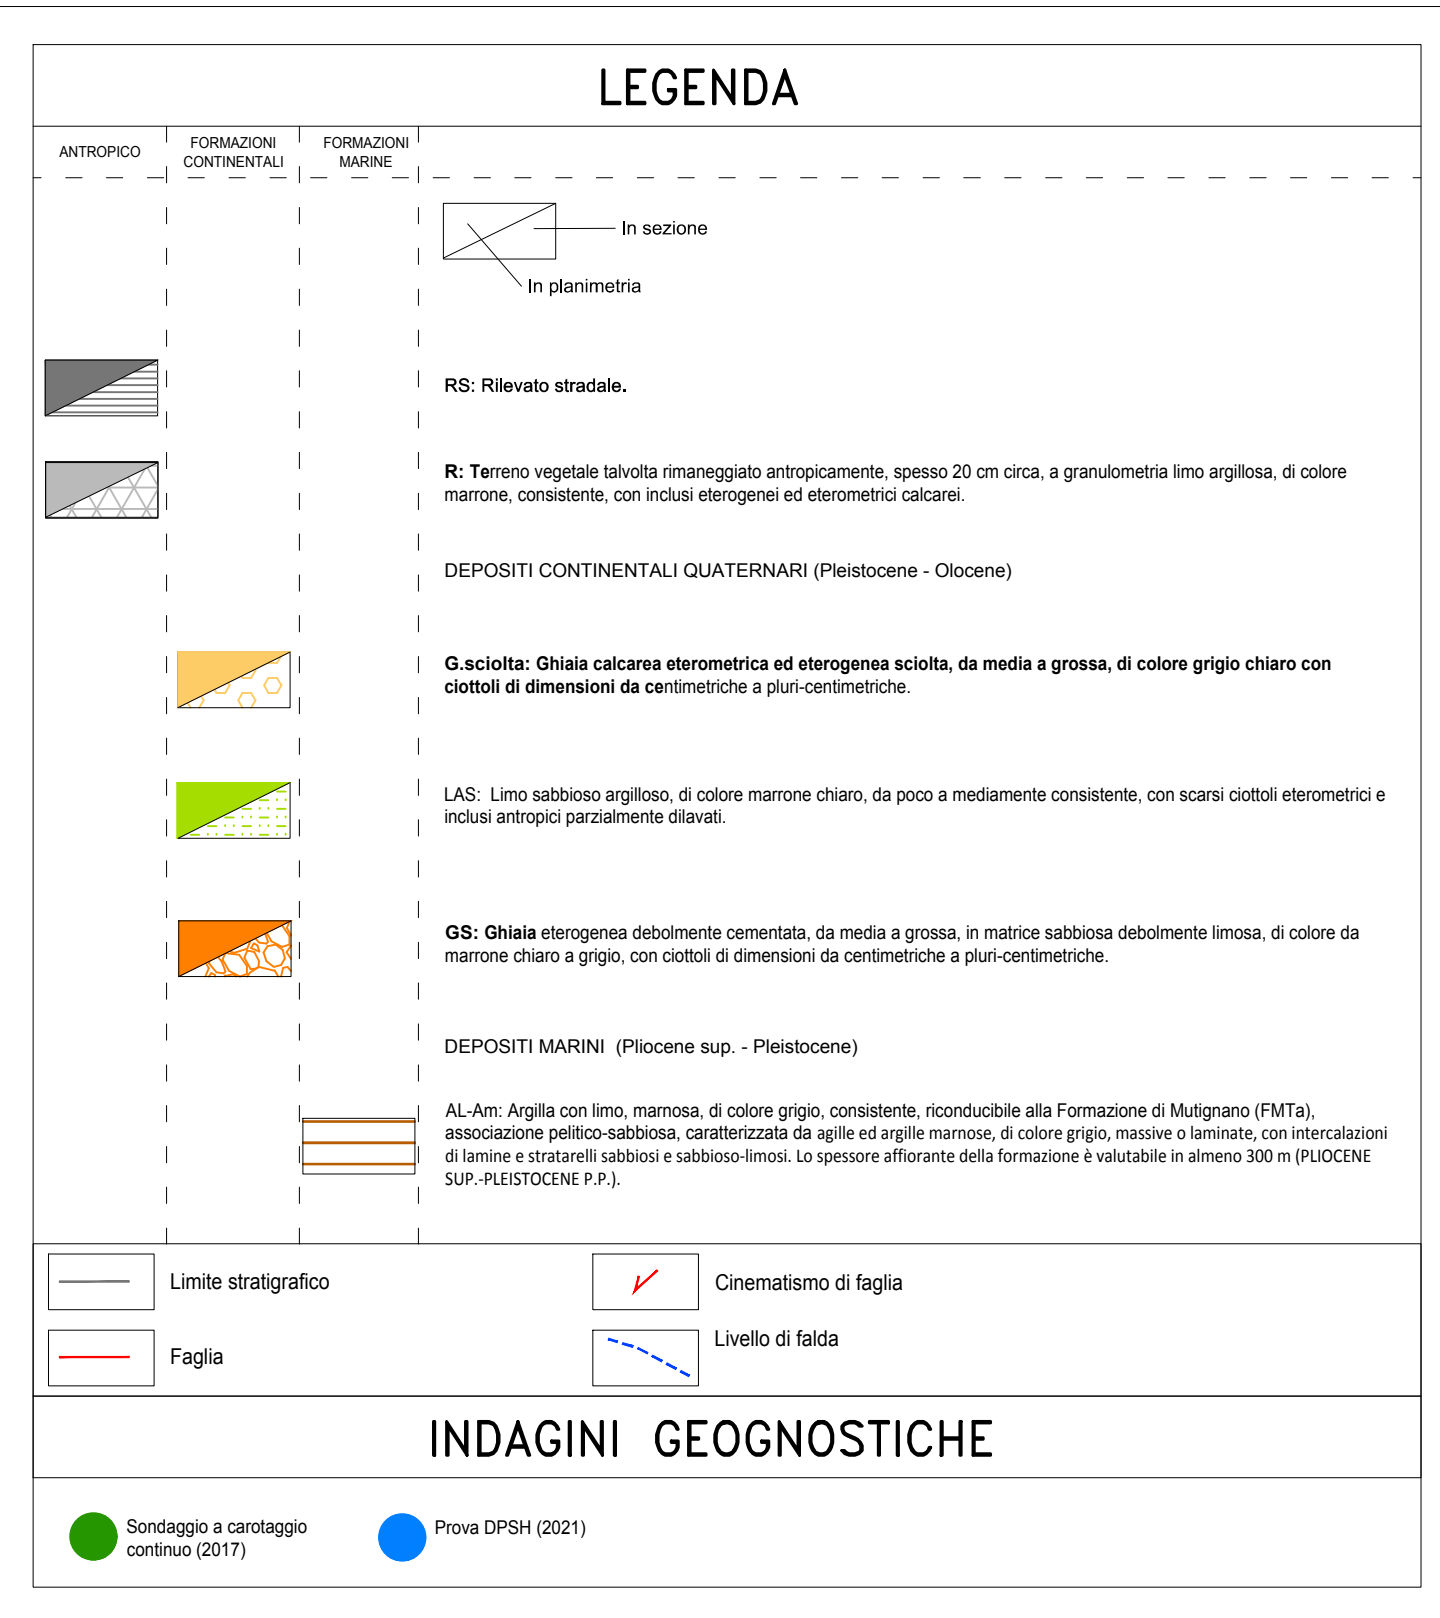 LEGENDA
ANTROPICO
FORMAZIONI
CONTINENTALI
FORMAZIONI
MARINE
In sezione
In planimetria
RS: Rilevato stradale.
R: Terreno vegetale talvolta rimaneggiato antropicamente, spesso 20 cm circa, a granulometria limo argillosa, di colore
marrone, consistente, con inclusi eterogenei ed eterometrici calcarei.
DEPOSITI CONTINENTALI QUATERNARI (Pleistocene - Olocene)
G.sciolta: Ghiaia calcarea eterometrica ed eterogenea sciolta, da media a grossa, di colore grigio chiaro con
ciottoli di dimensioni da centimetriche a pluri-centimetriche.
LAS: Limo sabbioso argilloso, di colore marrone chiaro, da poco a mediamente consistente, con scarsi ciottoli eterometrici e
inclusi antropici parzialmente dilavati.
GS: Ghiaia eterogenea debolmente cementata, da media a grossa, in matrice sabbiosa debolmente limosa, di colore da
marrone chiaro a grigio, con ciottoli di dimensioni da centimetriche a pluri-centimetriche.
DEPOSITI MARINI (Pliocene sup. - Pleistocene)
AL-Am: Argilla con limo, marnosa, di colore grigio, consistente, riconducibile alla Formazione di Mutignano (FMTa),
associazione pelitico-sabbiosa, caratterizzata da agille ed argille marnose, di colore grigio, massive o laminate, con intercalazioni
di lamine e stratarelli sabbiosi e sabbioso-limosi. Lo spessore affiorante della formazione è valutabile in almeno 300 m (PLIOCENE
SUP.-PLEISTOCENE P.P.).
Limite stratigrafico
Cinematismo di faglia
Faglia
Livello di falda
INDAGINI GEOGNOSTICHE
Sondaggio a carotaggio
continuo (2017)
Prova DPSH (2021)